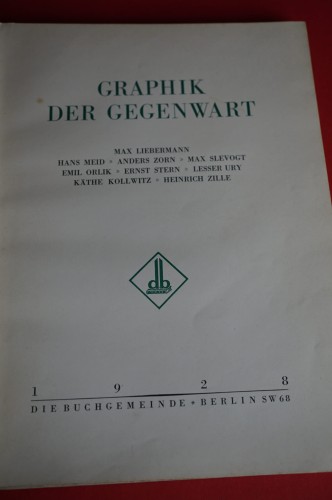 GRAPHIK
DER GEGENWART
MAX LIEBERMANN
HANS MEID * ANDERS ZORN * MAX SLEVOGT
EMIL ORLIK * ERNST STERN * LESSER URY
KÄTHE KOLLWITZ * HEINRICH ZILLE
db
1 9 2 8
DIE BUCHGEMEINDE * BERLIN SW 68